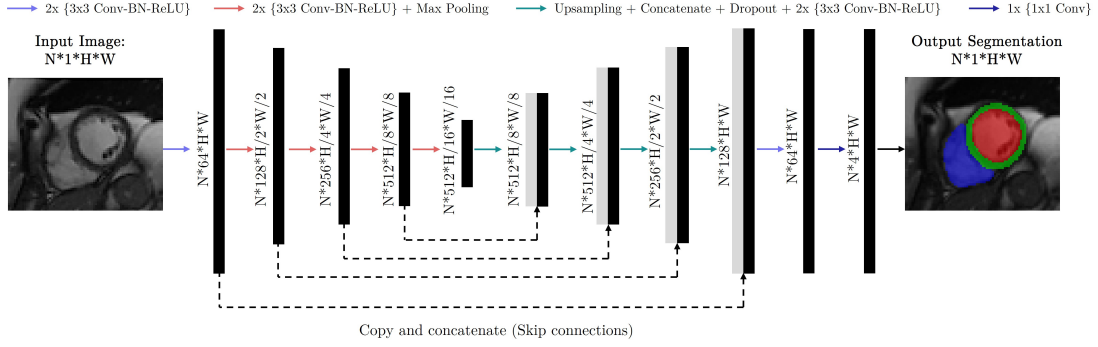 2x {3x3 Conv-BN-ReLU}
2x {3x3 Conv-BN-ReLU} + Max Pooling
Upsampling + Concatenate + Dropout + 2x {3x3 Conv-BN-ReLU}
1x {1x1 Conv}
Input Image:
N*1*H*W
N*64*H*W
N*128*H/2*W/2
N*256*H/4*W/4
N*512*H/8*W/8
N*512*H/16*W/16
N*512*H/8*W/8
N*512*H/4*W/4
N*256*H/2*W/2
N*128*H*W
N*64*H*W
N*4*H*W
Output Segmentation
N*1*H*W
Copy and concatenate (Skip connections)